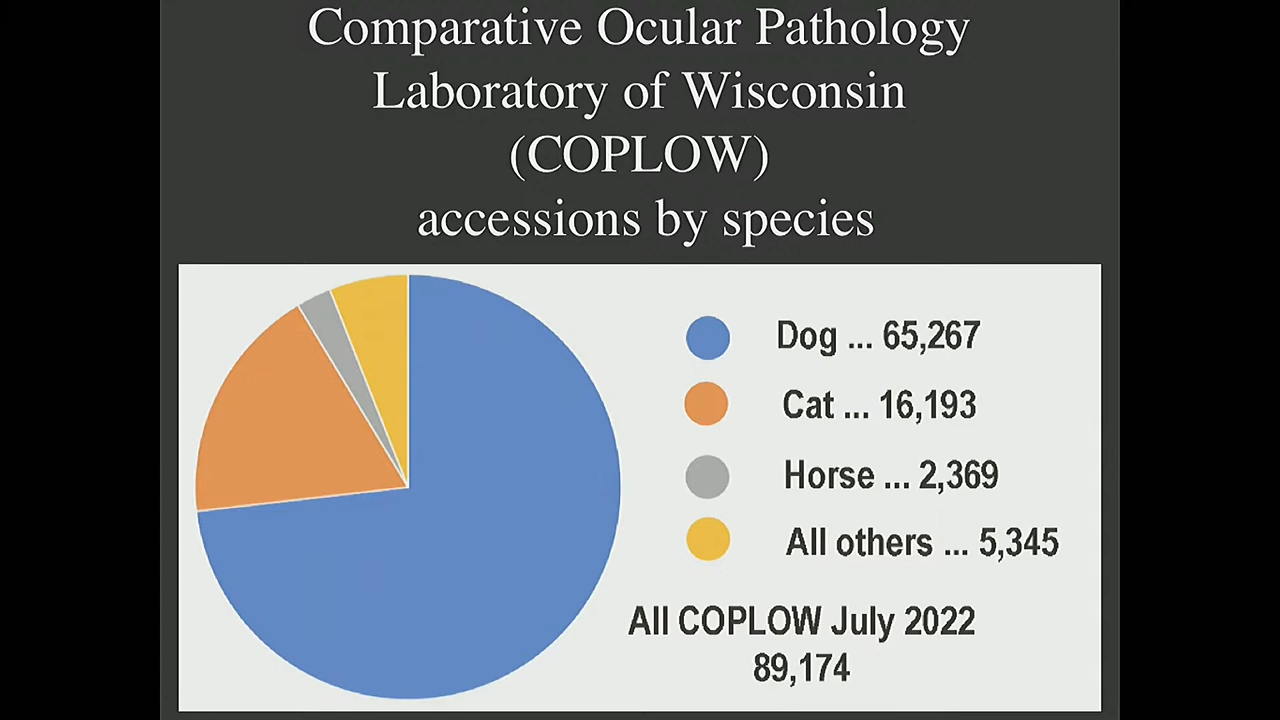 Comparative Ocular Pathology
Laboratory of Wisconsin
(COPLOW)
accessions by species
Dog ... 65,267
Cat ... 16,193
Horse ... 2,369
All others ... 5,345
All COPLOW July 2022
89,174